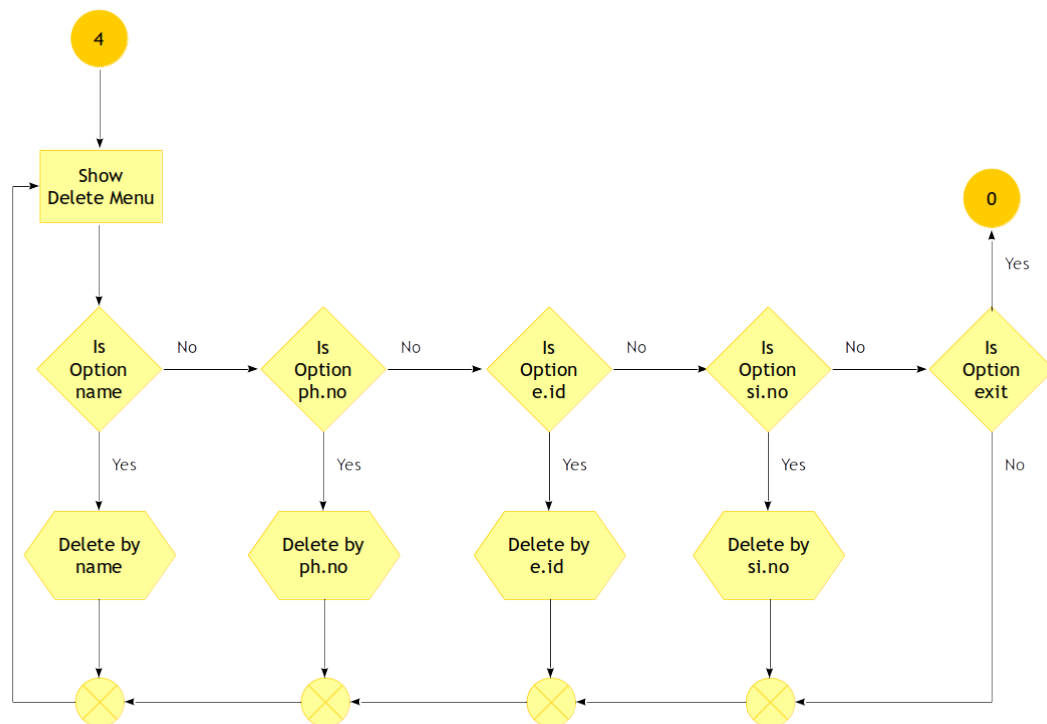 4
Show
Delete Menu
0
Yes
Is
Option
name
No
Is
Option
ph.no
No
Is
Option
e.id
No
Is
Option
si.no
No
Is
Option
exit
Yes
Yes
Yes
Yes
No
Delete by
name
Delete by
ph.no
Delete by
e.id
Delete by
si.no